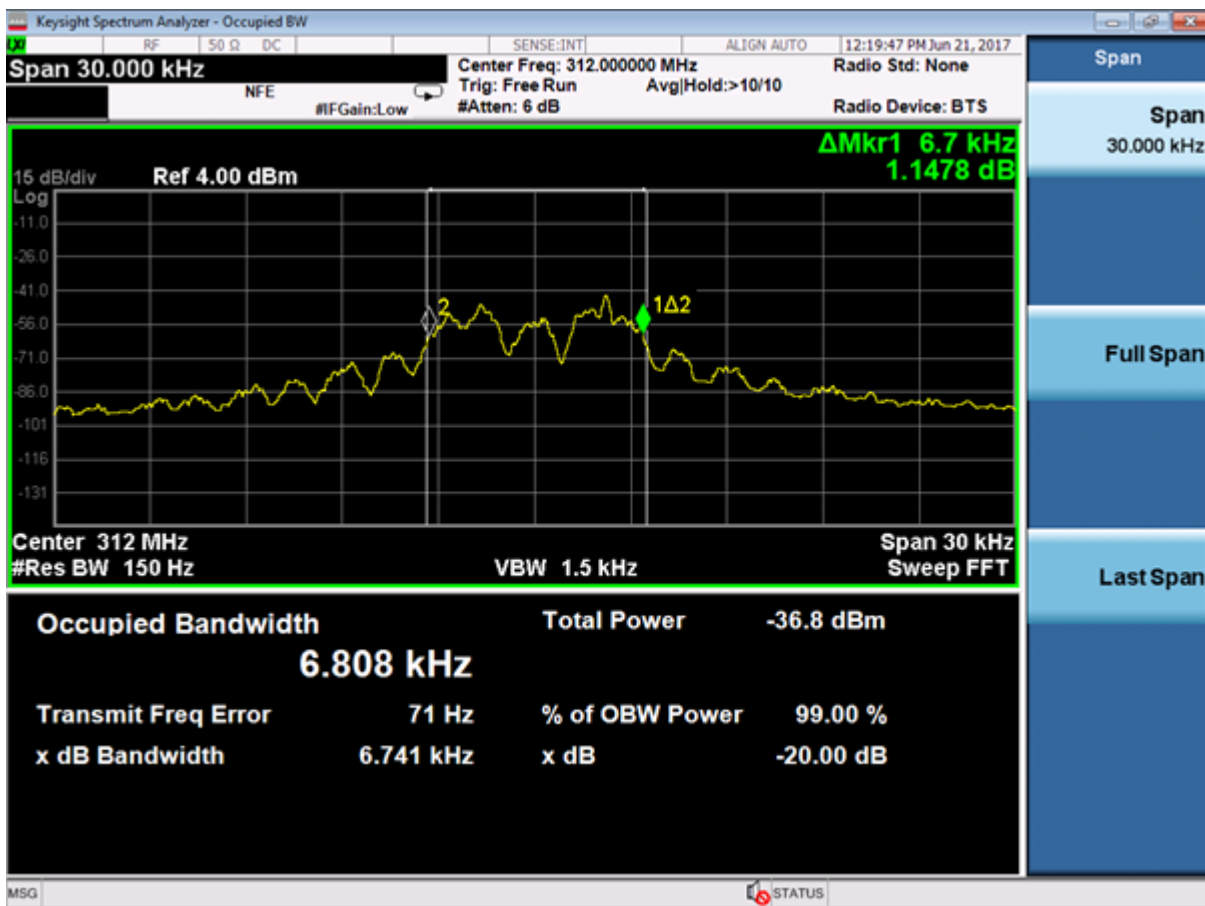 Keysight Spectrum Analyzer - Occupied BW
LXI RF 50 Ω DC SENSE:INT ALIGN AUTO 12:19:47 PM Jun 21, 2017
Span 30.000 kHz
Center Freq: 312.000000 MHz
Radio Std: None
NFE
Trig: Free Run
Avg|Hold:>10/10
#IFGain:Low
#Atten: 6 dB
Radio Device: BTS
ΔMkr1 6.7 kHz
1.1478 dB
15 dB/div
Ref 4.00 dBm
Log
-11.0
-26.0
-41.0
-56.0
-71.0
-86.0
-101
-116
-131
2
1Δ2
Center 312 MHz
Span 30 kHz
#Res BW 150 Hz
VBW 1.5 kHz
Sweep FFT
Occupied Bandwidth
6.808 kHz
Total Power -36.8 dBm
Transmit Freq Error 71 Hz
% of OBW Power 99.00 %
x dB Bandwidth 6.741 kHz
x dB -20.00 dB
Span
Span
30.000 kHz
Full Span
Last Span
MSG
STATUS